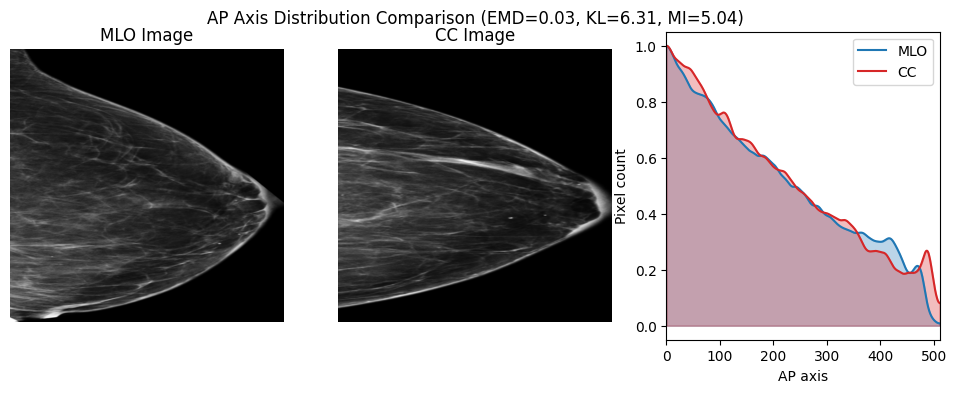 AP Axis Distribution Comparison (EMD=0.03, KL=6.31, MI=5.04)
MLO Image
CC Image
MLO
CC
Pixel count
1.0
0.8
0.6
0.4
0.2
0.0
0 100 200 300 400 500
AP axis